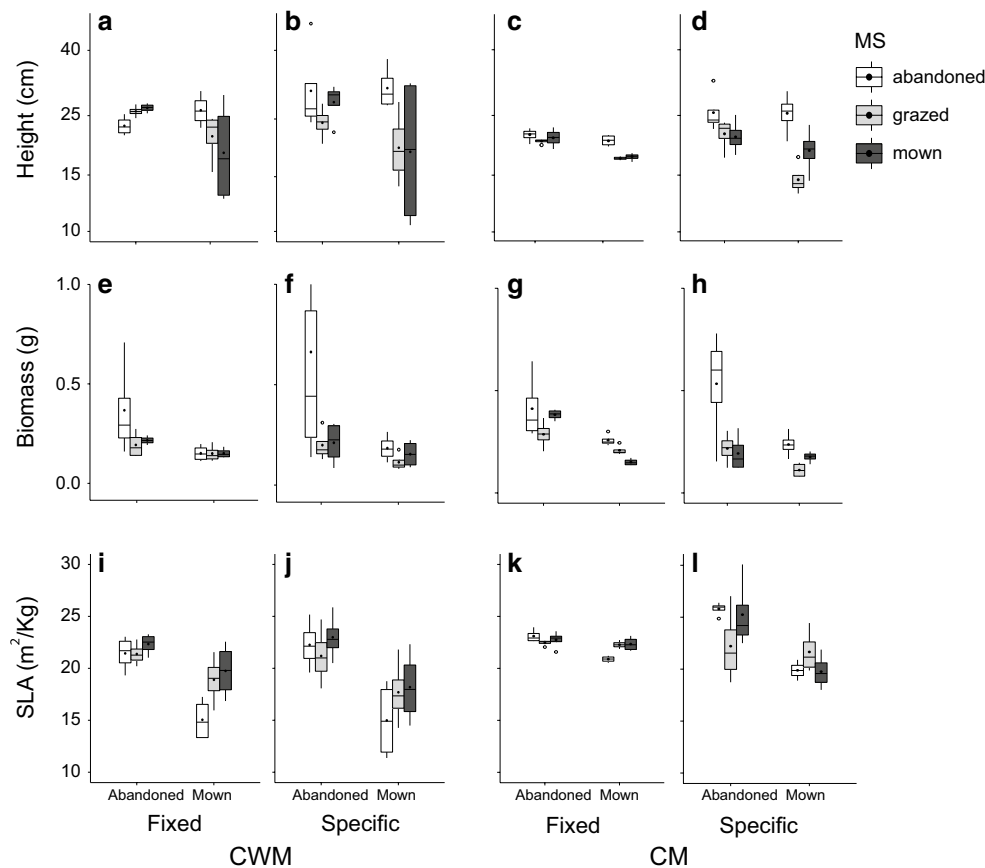 a b c d
MS
abandoned
grazed
mown
Height (cm)
40
25
15
10
e f g h
Biomass (g)
1.0
0.5
0.0
i j k l
SLA (m²/Kg)
30
25
20
15
10
Abandoned Mown Abandoned Mown Abandoned Mown Abandoned Mown
Fixed Specific Fixed Specific
CWM CM